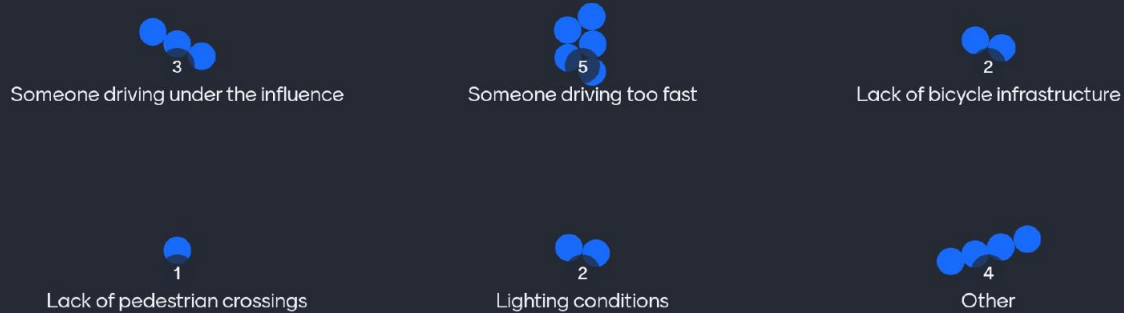 3
Someone driving under the influence
5
Someone driving too fast
2
Lack of bicycle infrastructure
1
Lack of pedestrian crossings
2
Lighting conditions
4
Other